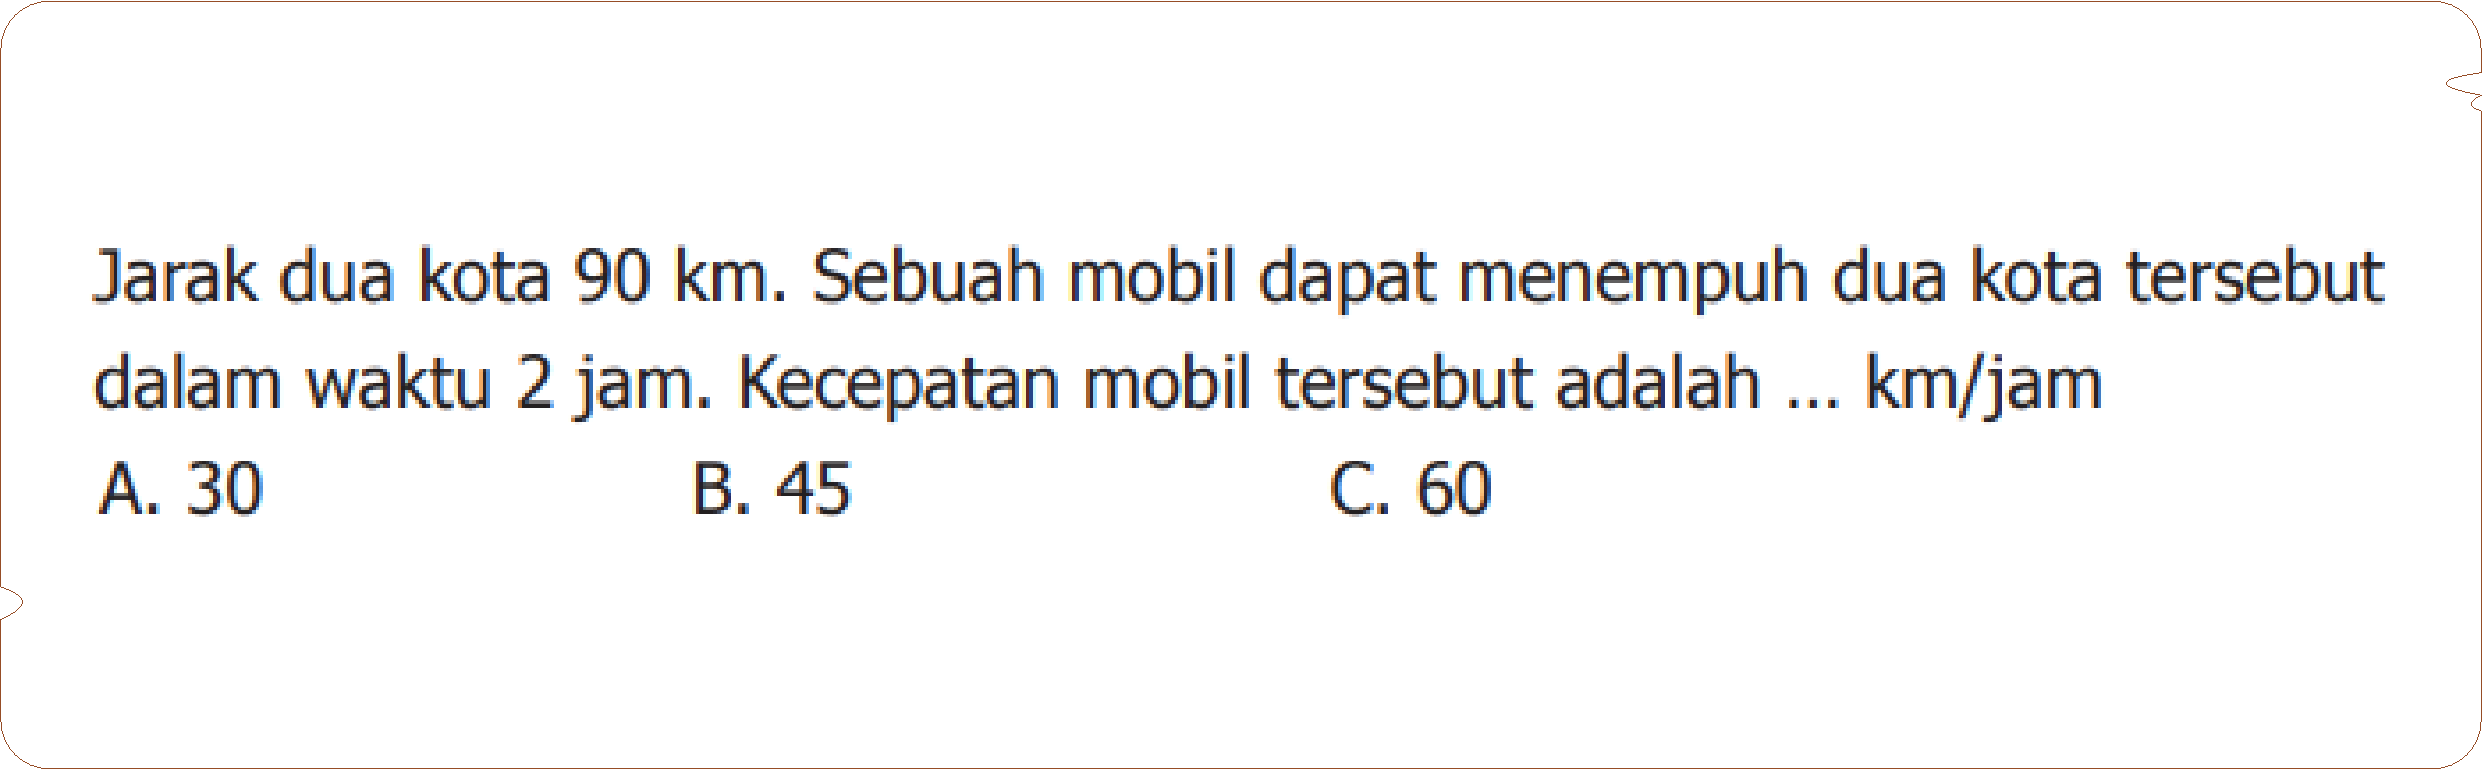 Jarak dua kota 90 km. Sebuah mobil dapat menempuh dua kota tersebut
dalam waktu 2 jam. Kecepatan mobil tersebut adalah ... km/jam
A. 30 B. 45 C. 60